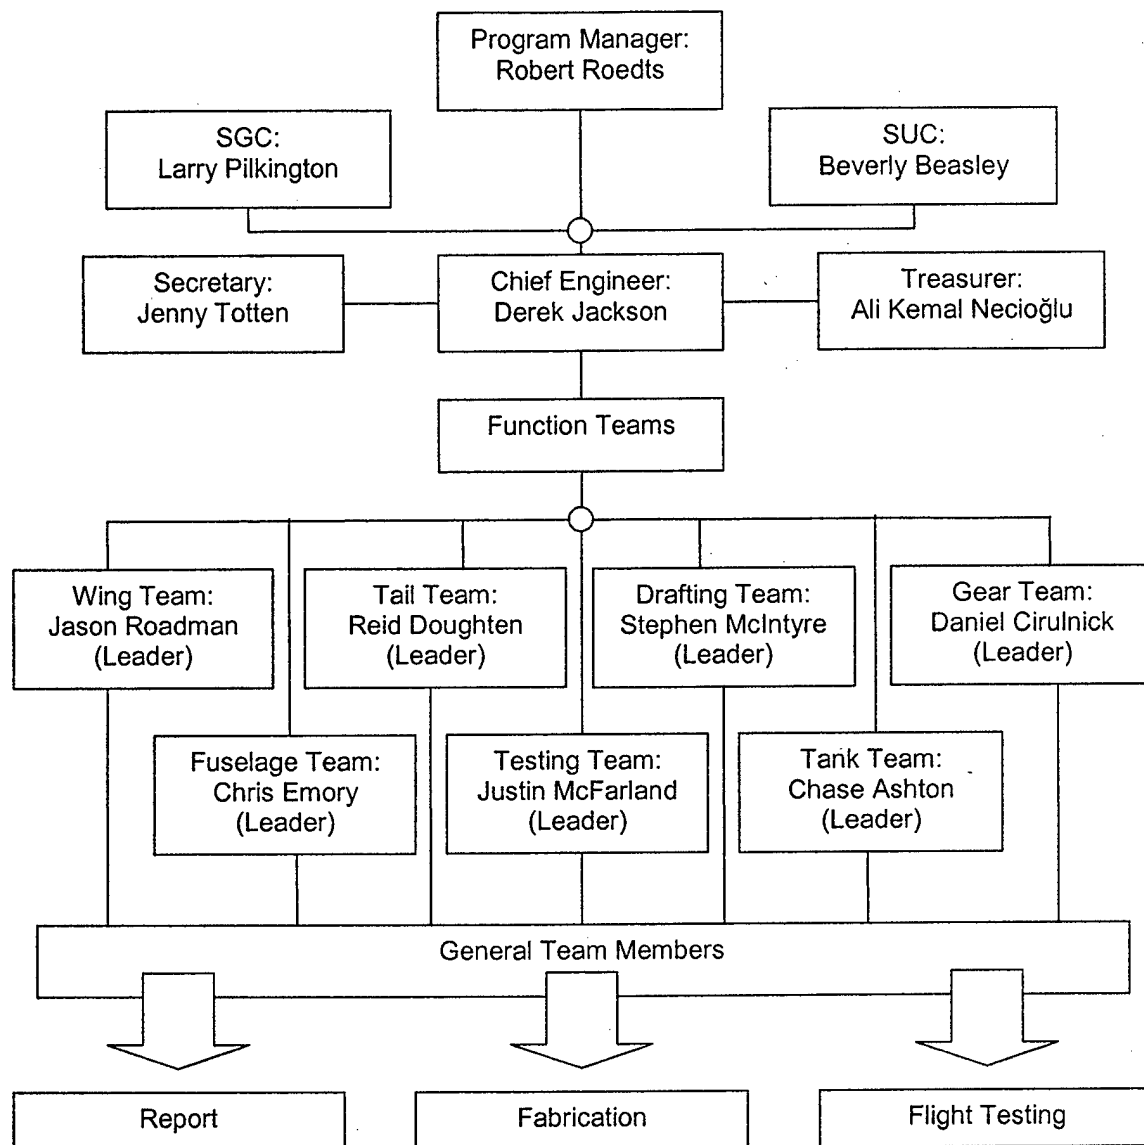 Program Manager:
Robert Roedts
SGC:
Larry Pilkington
SUC:
Beverly Beasley
Secretary:
Jenny Totten
Chief Engineer:
Derek Jackson
Treasurer:
Ali Kemal Necioğlu
Function Teams
Wing Team:
Jason Roadman
(Leader)
Tail Team:
Reid Doughten
(Leader)
Drafting Team:
Stephen McIntyre
(Leader)
Gear Team:
Daniel Cirulnick
(Leader)
Fuselage Team:
Chris Emory
(Leader)
Testing Team:
Justin McFarland
(Leader)
Tank Team:
Chase Ashton
(Leader)
General Team Members
Report
Fabrication
Flight Testing